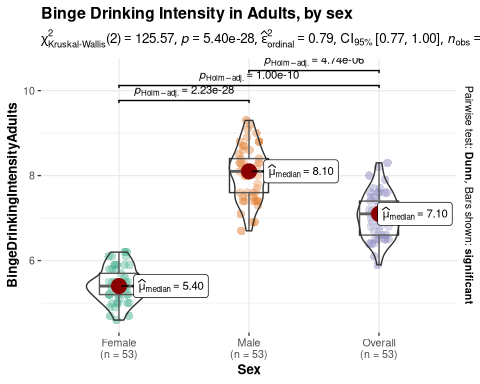 Binge Drinking Intensity in Adults, by sex
χ²Kruskal-Wallis(2) = 125.57, p = 5.40e-28, ε̂²ordinal = 0.79, CI95% [0.77, 1.00], nobs =
pHolm-adj. = 4.74e-06
pHolm-adj. = 1.00e-10
pHolm-adj. = 2.23e-28
10
8
6
BingeDrinkingIntensityAdults
μ̂median = 8.10
μ̂median = 7.10
μ̂median = 5.40
Pairwise test: Dunn, Bars shown: significant
Female
(n = 53)
Male
(n = 53)
Overall
(n = 53)
Sex